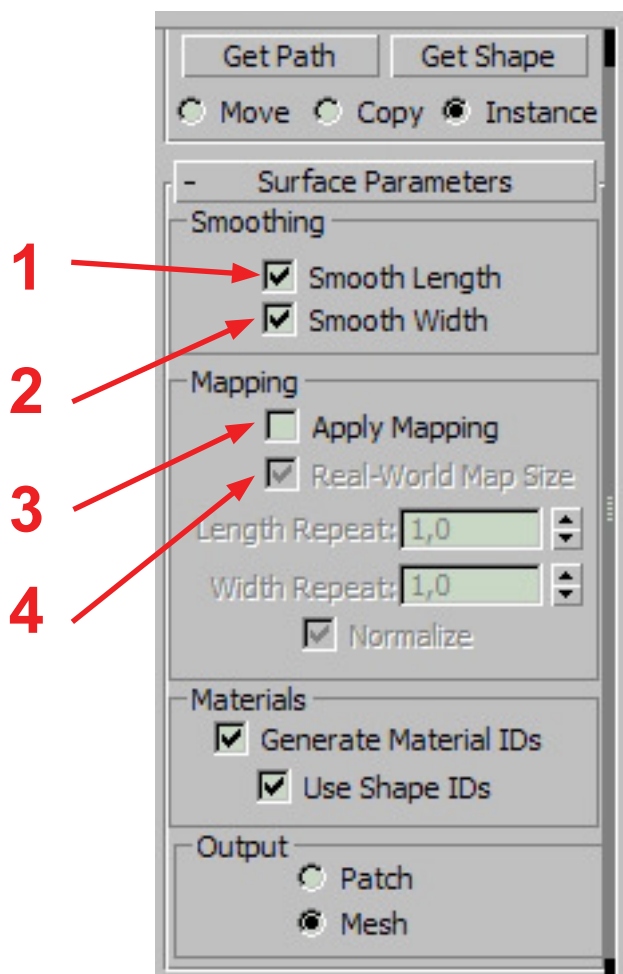 Get Path Get Shape
Move Copy Instance
- Surface Parameters
Smoothing
1
Smooth Length
Smooth Width
2
Mapping
Apply Mapping
3
Real-World Map Size
Length Repeat: 1,0
4
Width Repeat: 1,0
Normalize
Materials
Generate Material IDs
Use Shape IDs
Output
Patch
Mesh